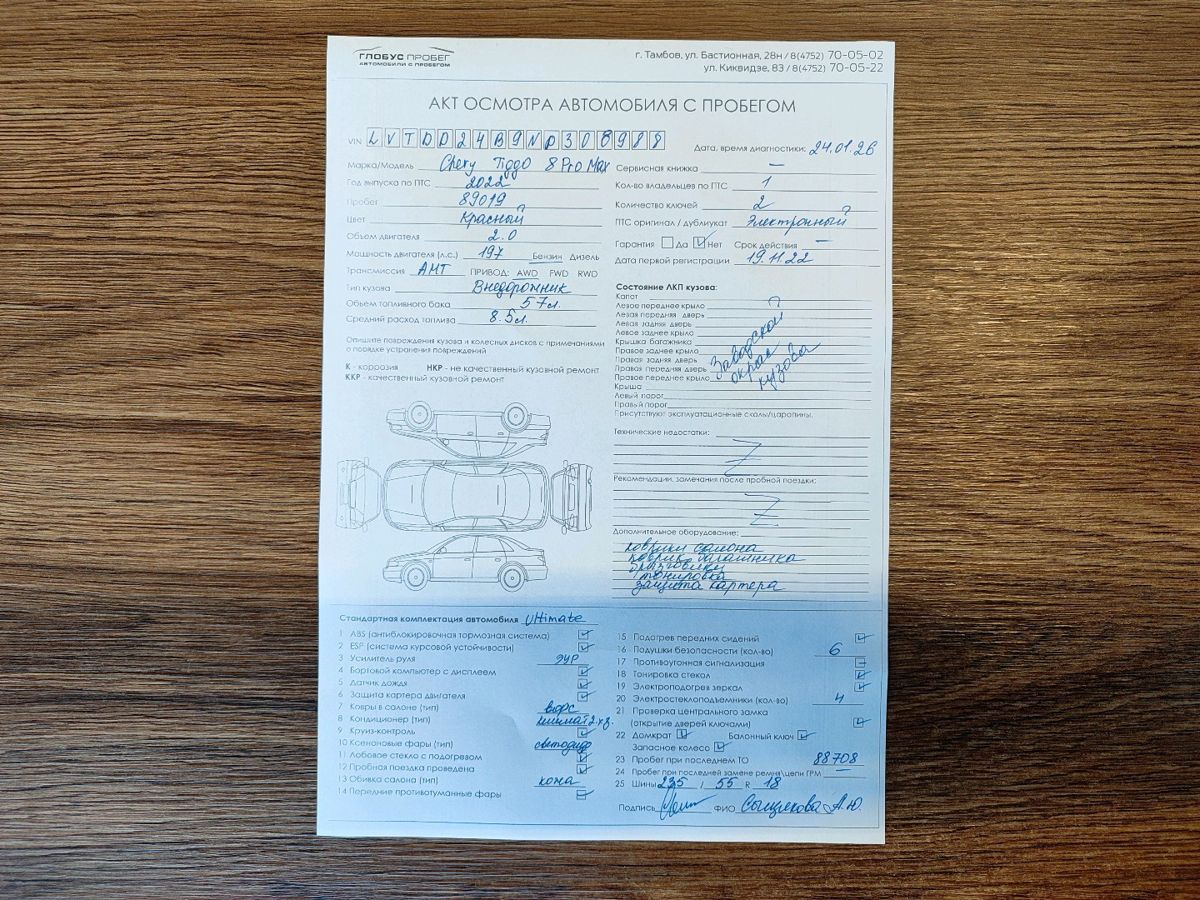 ГЛОБУС ПРОБЕГ
АВТОМОБИЛИ С ПРОБЕГОМ
г. Тамбов, ул. Бастионная, 28н / 8(4752) 70-05-02
ул. Киквидзе, 83 / 8(4752) 70-05-22
АКТ ОСМОТРА АВТОМОБИЛЯ С ПРОБЕГОМ
VIN LVTDD24B9NP308988
Дата, время диагностики: 24.01.26
Марка/Модель Chery Tiggo 8 Pro Max
Год выпуска по ПТС 2022
Пробег 89019
Цвет Красный
Объем двигателя 2.0
Мощность двигателя (л.с.) 197 Бензин Дизель
Трансмиссия АМТ ПРИВОД: AWD FWD RWD
Тип кузова Внедорожник
Объем топливного бака 57л.
Средний расход топлива 8.5л.
Опишите повреждения кузова и колесных дисков с примечаниями
о порядке устранения повреждений
К - коррозия НКР - не качественный кузовной ремонт
ККР - качественный кузовной ремонт
Сервисная книжка —
Кол-во владельцев по ПТС 1
Количество ключей 2
ПТС оригинал / дубликат Электронный
Гарантия Да Нет Срок действия —
Дата первой регистрации 19.11.22
Состояние ЛКП кузова:
Капот
Левое переднее крыло
Левая передняя дверь
Левая задняя дверь
Левое заднее крыло
Крышка багажника
Правое заднее крыло
Правая задняя дверь
Правая передняя дверь
Правое переднее крыло
Крыша
Левый порог
Правый порог
Заводской
окрас
кузова
Присутствуют эксплуатационные сколы/царапины.
Технические недостатки:
Рекомендации, замечания после пробной поездки:
Дополнительное оборудование:
коврики салона
коврик багажника
брызговики
тонировка
защита картера
Стандартная комплектация автомобиля Ultimate
1 ABS (антиблокировочная тормозная система)
2 ESP (система курсовой устойчивости)
3 Усилитель руля ЭУР
4 Бортовой компьютер с дисплеем
5 Датчик дождя
6 Защита картера двигателя
7 Ковры в салоне (тип) ворс
8 Кондиционер (тип) климат 2-х з.
9 Круиз-контроль
10 Ксеноновые фары (тип) светодиод
11 Лобовое стекло с подогревом
12 Пробная поездка проведена
13 Обивка салона (тип) кожа
14 Передние противотуманные фары
15 Подогрев передних сидений
16 Подушки безопасности (кол-во) 6
17 Противоугонная сигнализация
18 Тонировка стекол
19 Электроподогрев зеркал
20 Электростеклоподъемники (кол-во) 4
21 Проверка центрального замка
(открытие дверей ключами)
22 Домкрат Балонный ключ
Запасное колесо
23 Пробег при последнем ТО 88708
24 Пробег при последней замене ремня\цепи ГРМ —
25 Шины 235 / 55 R 18
Подпись ФИО А.Ю.